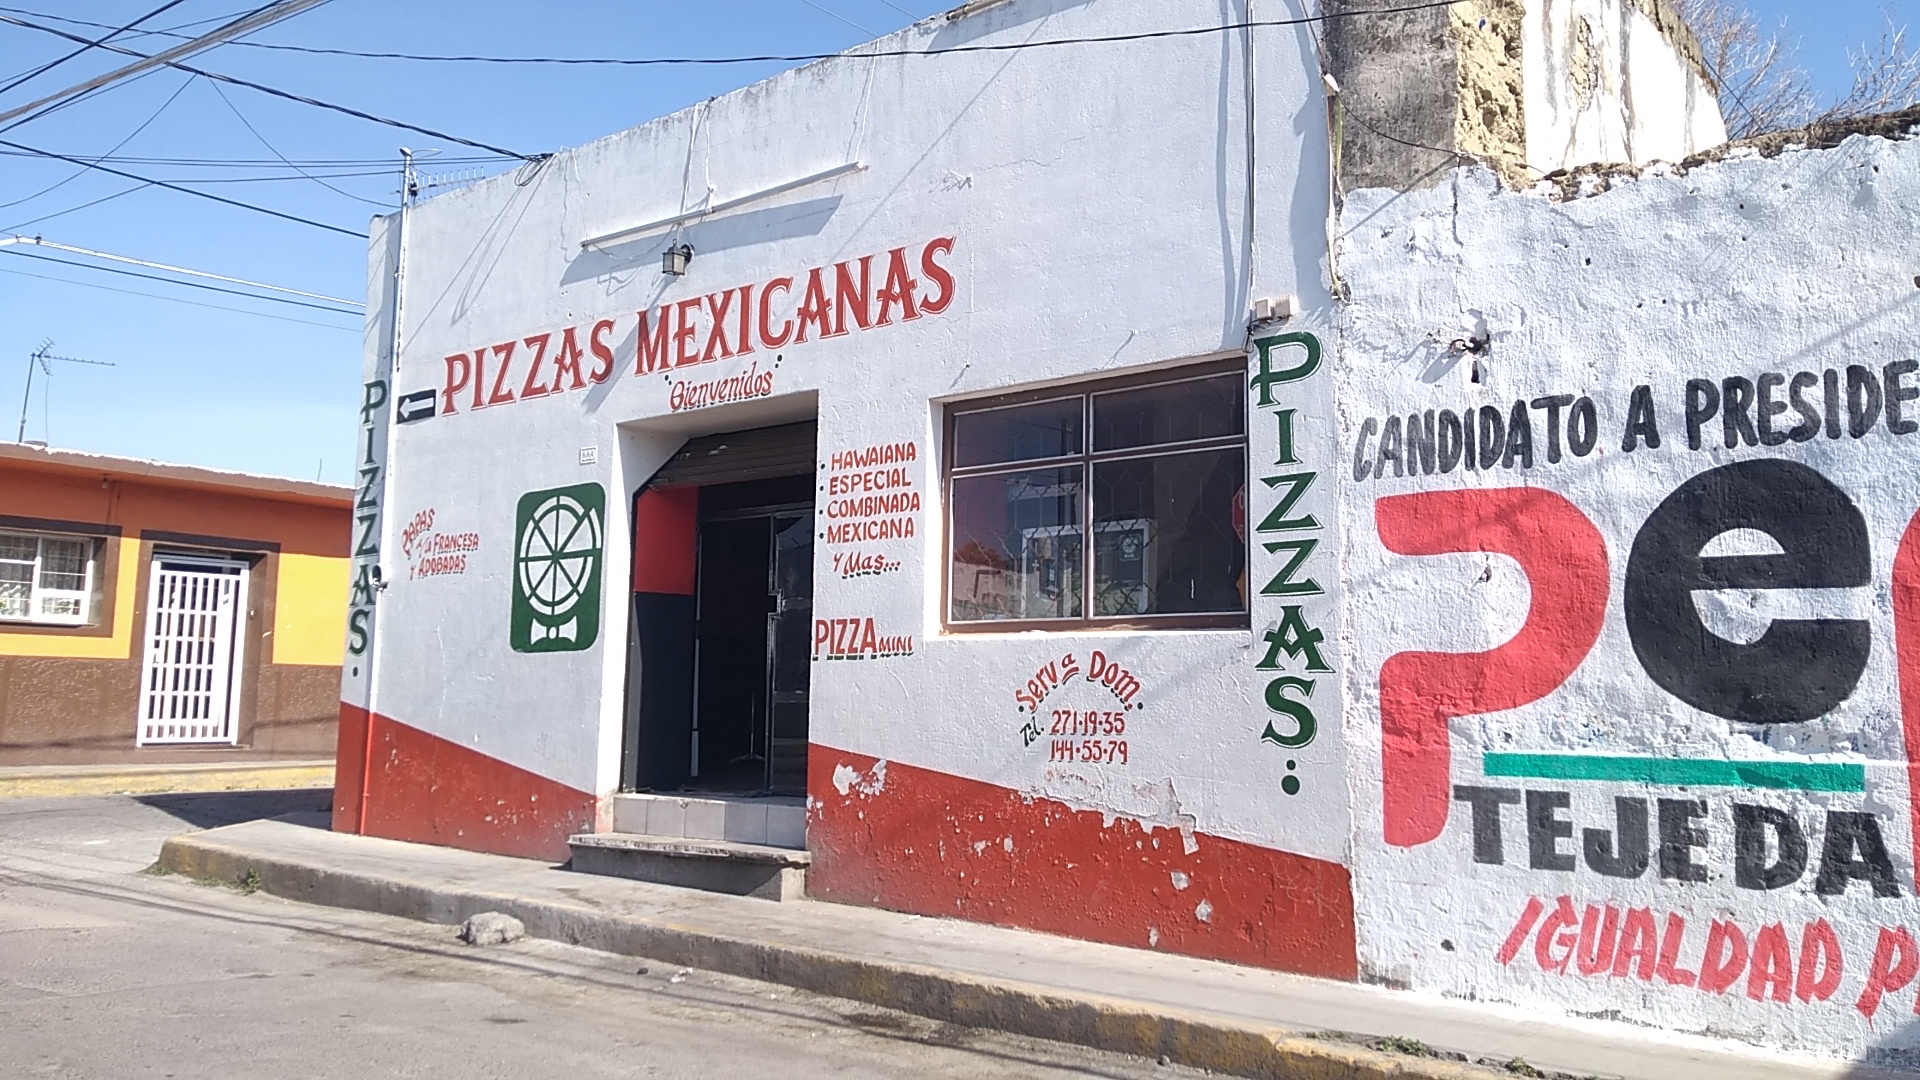 PIZZAS MEXICANAS
Bienvenidos
PIZZAS
PAPAS
A LA FRANCESA
Y ADOBADAS
• HAWAIANA
• ESPECIAL
• COMBINADA
• MEXICANA
Y Mas...
PIZZA MINI
• Serv a Dom. •
Tel. 271•19•35
144•55•79
PIZZAS
CANDIDATO A PRESIDE
Pe
TEJEDA
IGUALDAD P